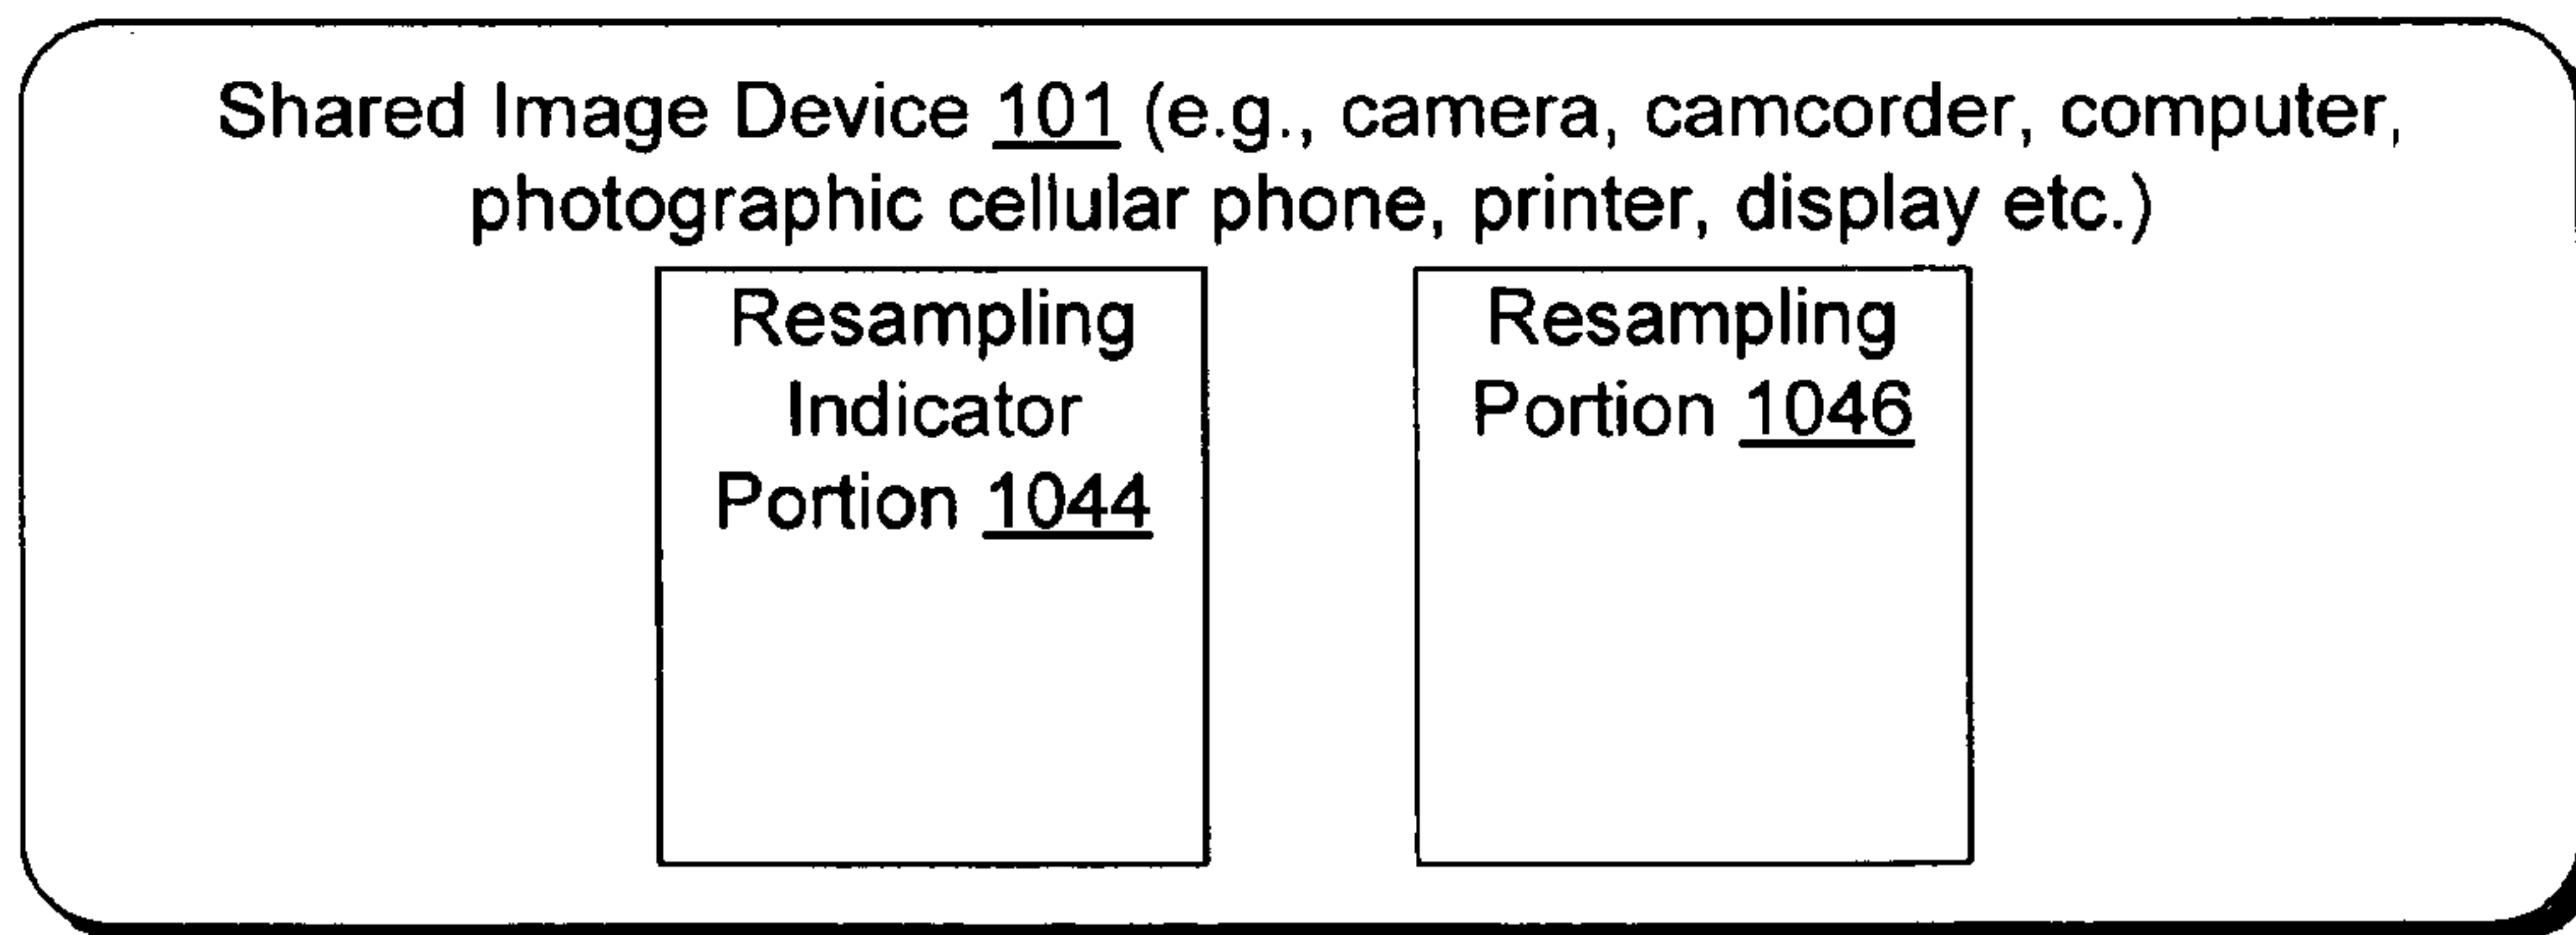 Shared Image Device 101 (e.g., camera, camcorder, computer,
photographic cellular phone, printer, display etc.)
Resampling
Indicator
Portion 1044
Resampling
Portion 1046